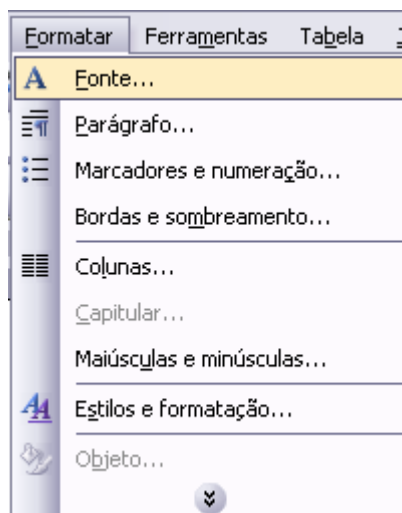 Formatar Ferramentas Tabela
Fonte...
Parágrafo...
Marcadores e numeração...
Bordas e sombreamento...
Colunas...
Capitular...
Maiúsculas e minúsculas...
Estilos e formatação...
Objeto...